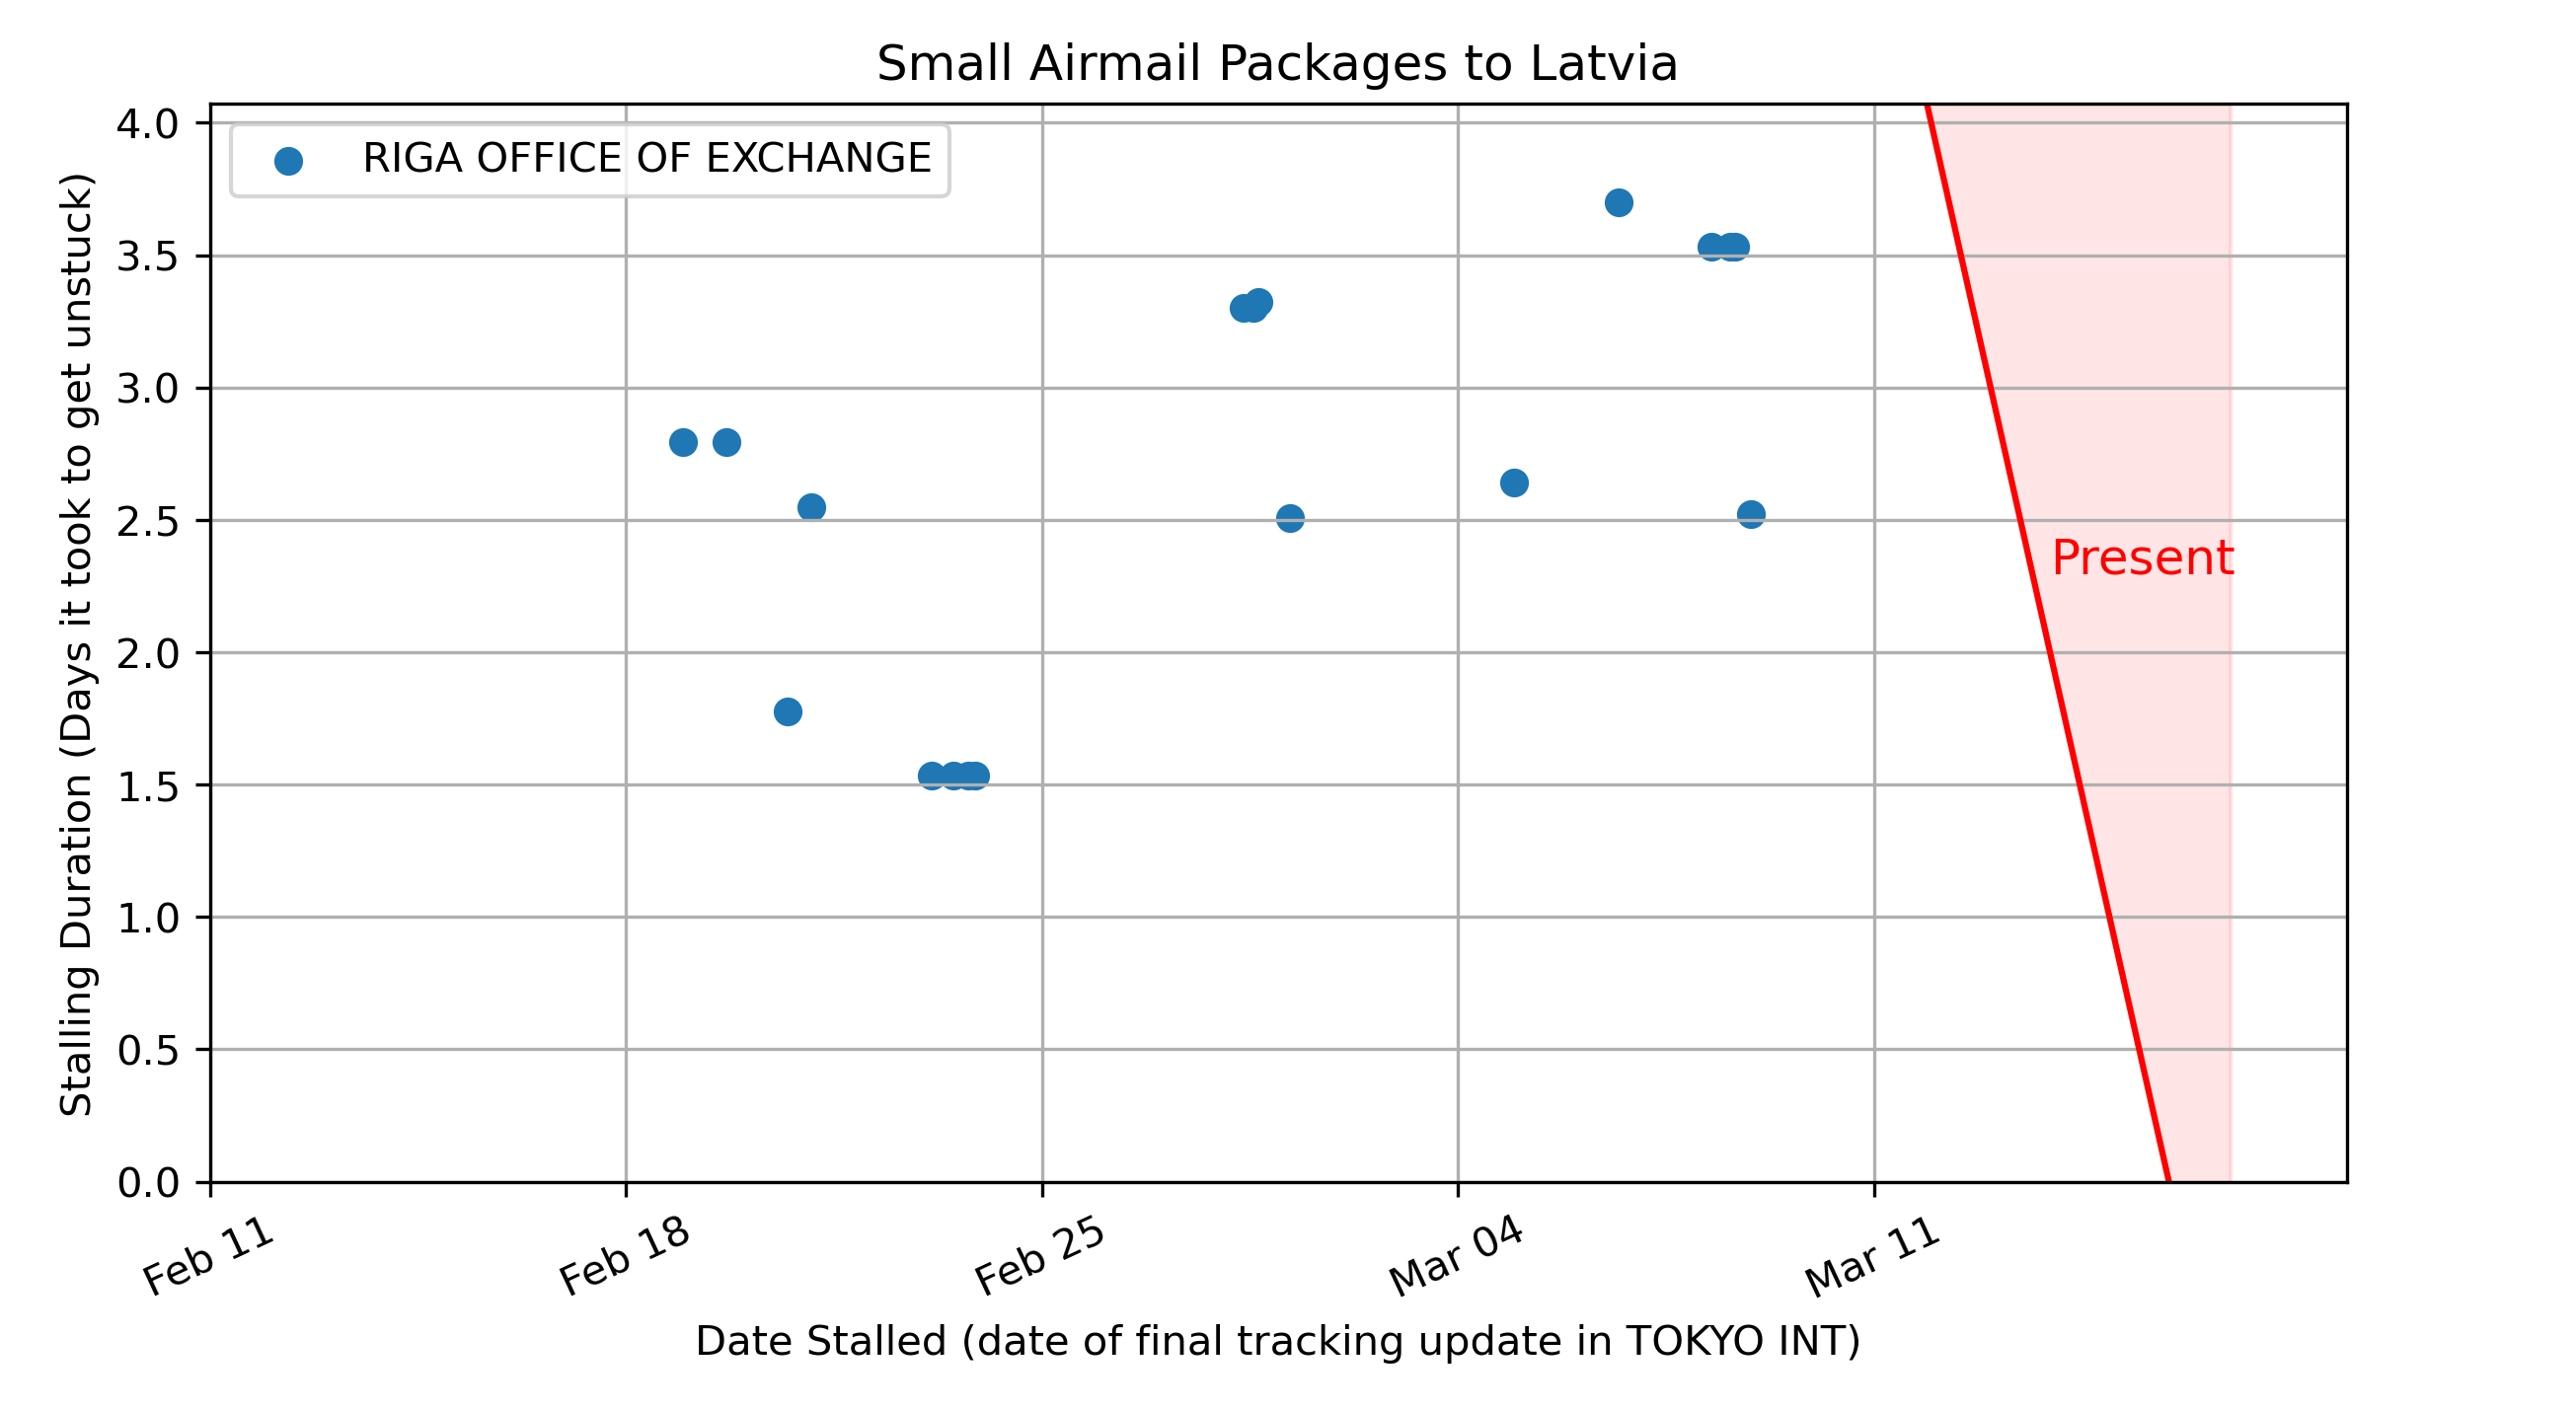 Small Airmail Packages to Latvia
RIGA OFFICE OF EXCHANGE
Stalling Duration (Days it took to get unstuck)
4.0
3.5
3.0
2.5
2.0
1.5
1.0
0.5
0.0
Present
Feb 11
Feb 18
Feb 25
Mar 04
Mar 11
Date Stalled (date of final tracking update in TOKYO INT)